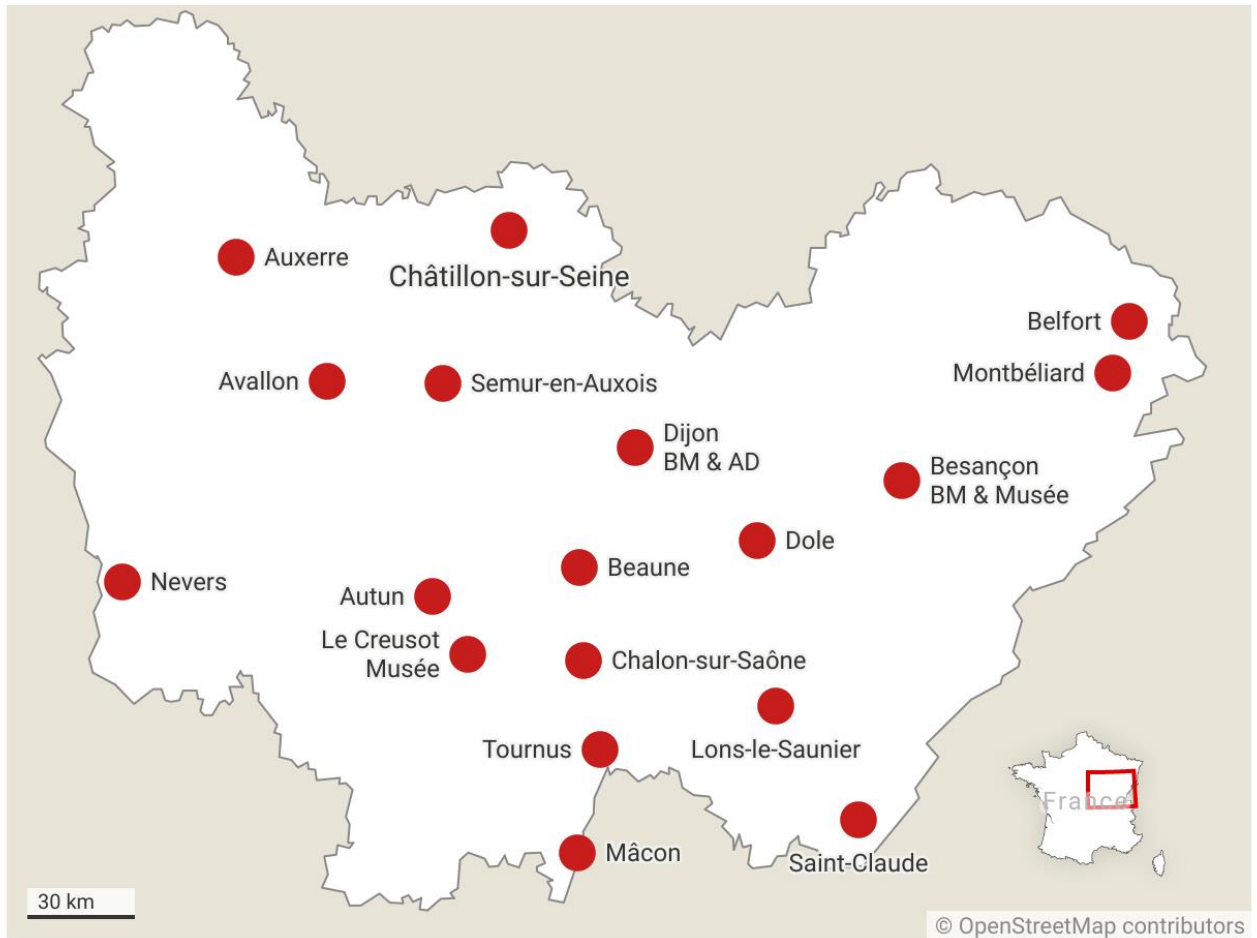 Auxerre
Châtillon-sur-Seine
Belfort
Montbéliard
Avallon
Semur-en-Auxois
Dijon
BM & AD
Besançon
BM & Musée
Dole
Beaune
Nevers
Autun
Le Creusot
Musée
Chalon-sur-Saône
Tournus
Lons-le-Saunier
France
Mâcon
Saint-Claude
30 km
© OpenStreetMap contributors